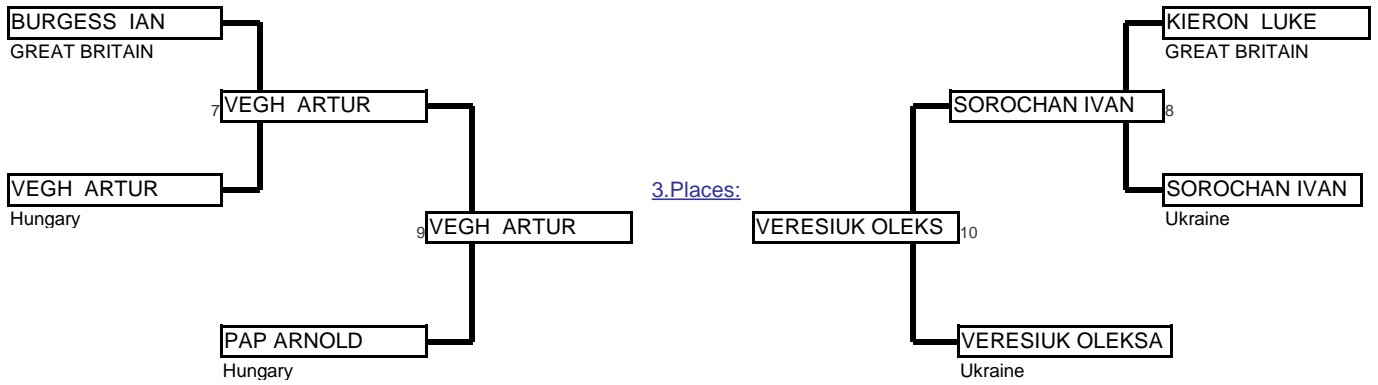 BURGESS  IAN
GREAT BRITAIN
KIERON  LUKE
GREAT BRITAIN
7 VEGH  ARTUR
SOROCHAN IVAN 8
VEGH  ARTUR
Hungary
3.Places:
SOROCHAN IVAN
Ukraine
9 VEGH  ARTUR
VERESIUK OLEKS 10
PAP ARNOLD
Hungary
VERESIUK OLEKSA
Ukraine